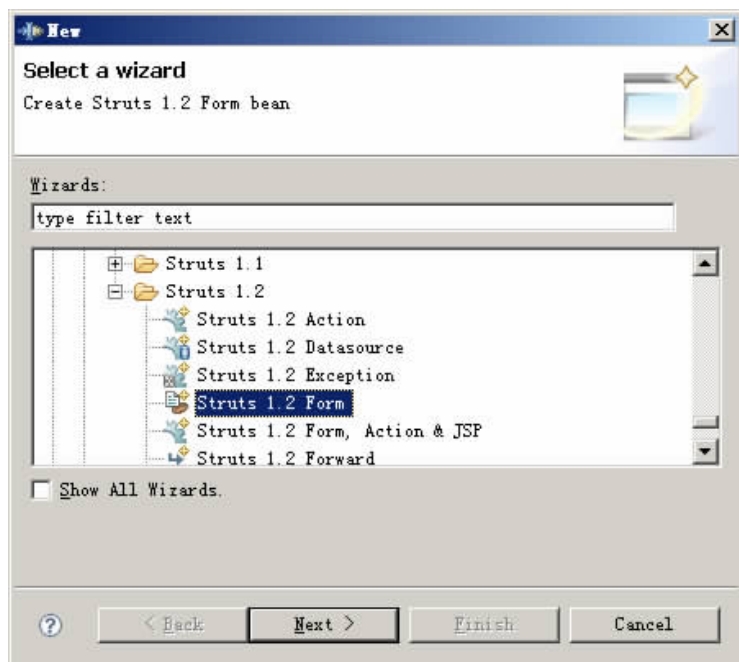 New
Select a wizard
Create Struts 1.2 Form bean
Wizards:
type filter text
Struts 1.1
Struts 1.2
Struts 1.2 Action
Struts 1.2 Datasource
Struts 1.2 Exception
Struts 1.2 Form
Struts 1.2 Form, Action & JSP
Struts 1.2 Forward
Show All Wizards.
< Back Next > Finish Cancel